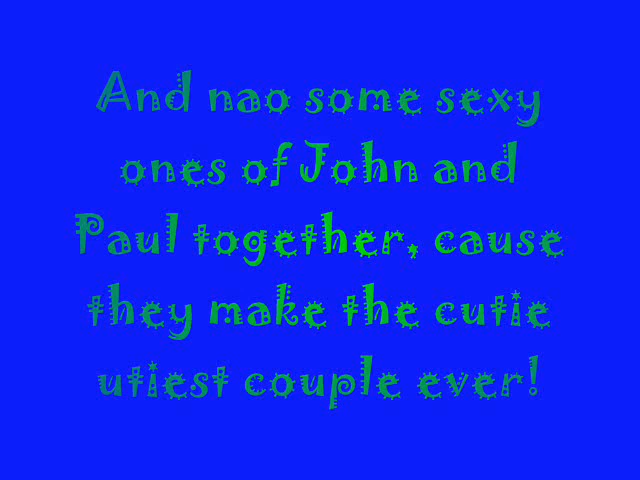 And nao some sexy
ones of John and
Paul together, cause
they make the cutie
utiest couple ever!